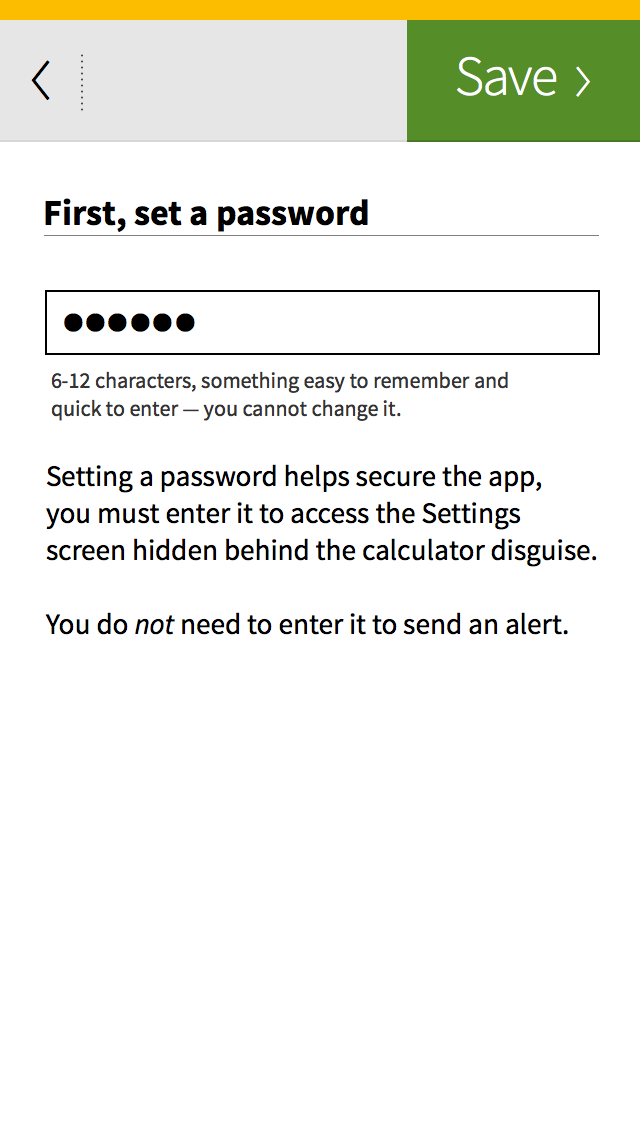 Save
First, set a password
●●●●●●
6-12 characters, something easy to remember and
quick to enter — you cannot change it.
Setting a password helps secure the app,
you must enter it to access the Settings
screen hidden behind the calculator disguise.
You do not need to enter it to send an alert.